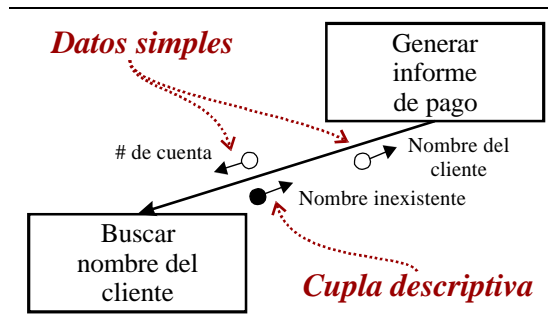 Datos simples
Generar
informe
de pago
# de cuenta
Nombre del
cliente
Nombre inexistente
Buscar
nombre del
cliente
Cupla descriptiva